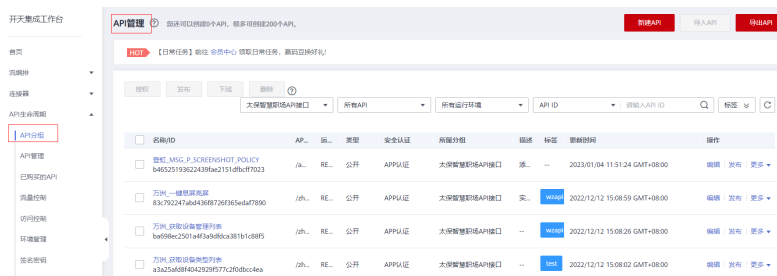 开天集成工作台
API管理 ? 您还可以创建0个API，最多可创建200个API。 新建API 导入API 导出API
首页
HOT 【日常任务】前往 会员中心 领取日常任务，赢码豆换好礼!
流编排
连接器
授权 发布 下线 删除 ?
API生命周期
太保智慧职场API接口 所有API 所有运行环境 API ID 请输入API ID 标签
API分组
名称/ID AP... 运... 类型 安全认证 所属分组 描述 标签 更新时间 操作
API管理
登虹_MSG_P_SCREENSHOT_POLICY
b46525193622439fae2151dfbcff7023 /a... RE... 公开 APP认证 太保智慧职场API接口 添... -- 2023/01/04 11:51:24 GMT+08:00 编辑 发布 更多
已购买的API
流量控制
万洲_一键息屏亮屏
83c792247abd436f8726f365edaf7890 /zh... RE... 公开 APP认证 太保智慧职场API接口 实... wzapi 2022/12/12 15:08:59 GMT+08:00 编辑 发布 更多
访问控制
万洲_获取设备管理列表
ba698ec2501a4f3a9dfdca381b1c88f5 /zh... RE... 公开 APP认证 太保智慧职场API接口 -- wzapi 2022/12/12 15:08:26 GMT+08:00 编辑 发布 更多
环境管理
签名密钥
万洲_获取设备类型列表
a3a25afd8f4042929f577c2f0dbcc4ea /zh... RE... 公开 APP认证 太保智慧职场API接口 -- test 2022/12/12 15:08:02 GMT+08:00 编辑 发布 更多